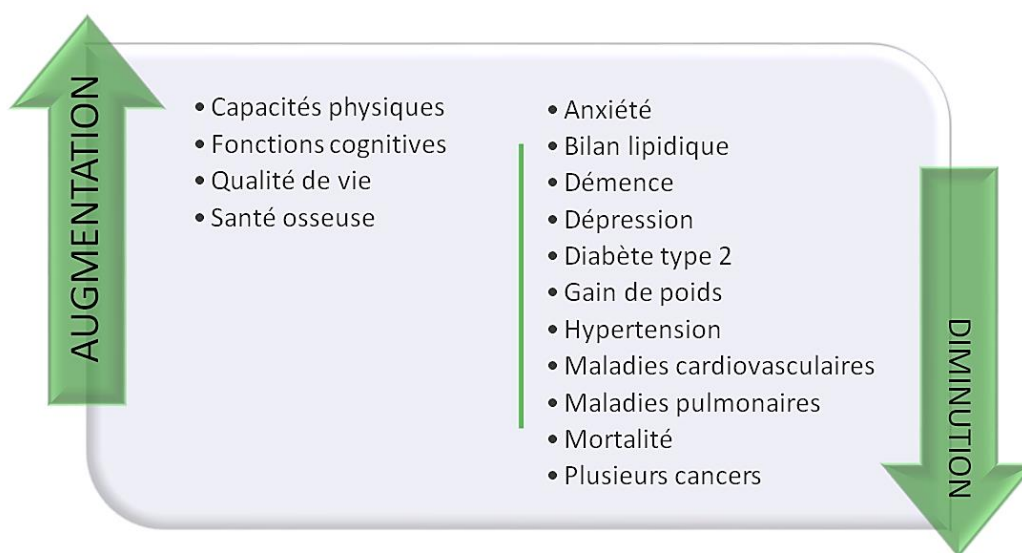 AUGMENTATION
• Capacités physiques
• Fonctions cognitives
• Qualité de vie
• Santé osseuse
• Anxiété
• Bilan lipidique
• Démence
• Dépression
• Diabète type 2
• Gain de poids
• Hypertension
• Maladies cardiovasculaires
• Maladies pulmonaires
• Mortalité
• Plusieurs cancers
DIMINUTION